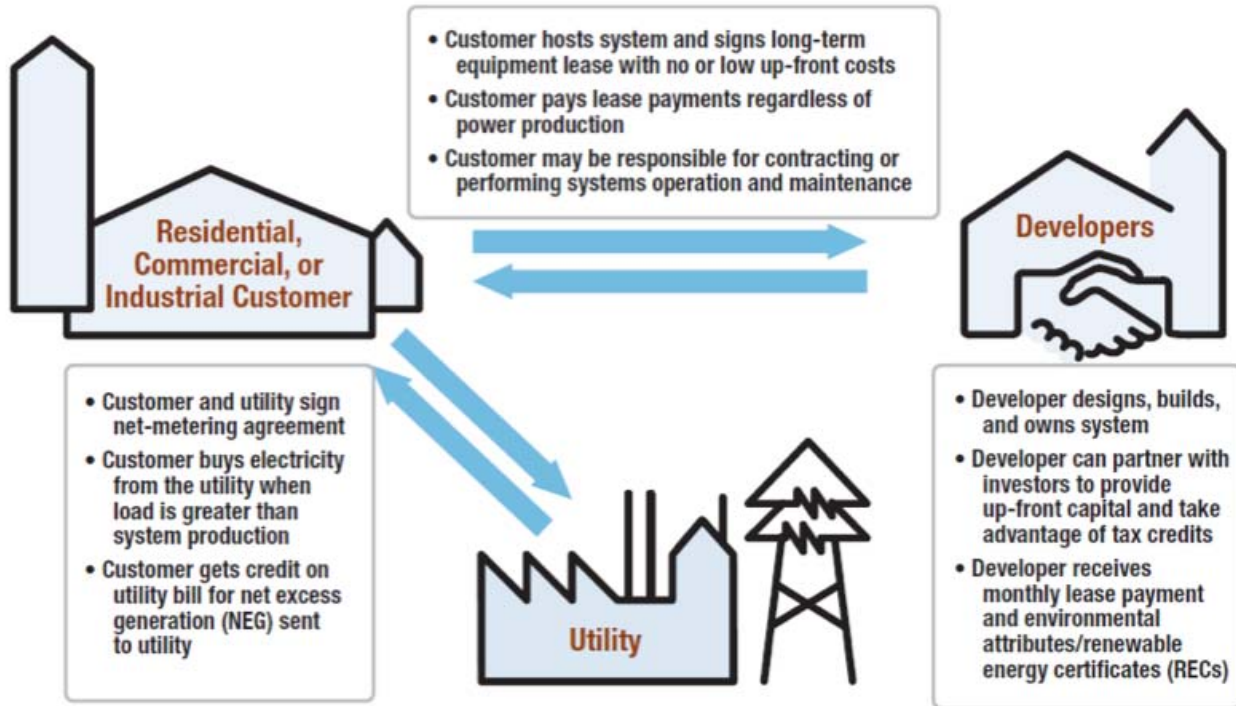 • Customer hosts system and signs long-term
equipment lease with no or low up-front costs
• Customer pays lease payments regardless of
power production
• Customer may be responsible for contracting or
performing systems operation and maintenance
Residential,
Commercial, or
Industrial Customer
Developers
• Customer and utility sign
net-metering agreement
• Customer buys electricity
from the utility when
load is greater than
system production
• Customer gets credit on
utility bill for net excess
generation (NEG) sent
to utility
Utility
• Developer designs, builds,
and owns system
• Developer can partner with
investors to provide
up-front capital and take
advantage of tax credits
• Developer receives
monthly lease payment
and environmental
attributes/renewable
energy certificates (RECs)